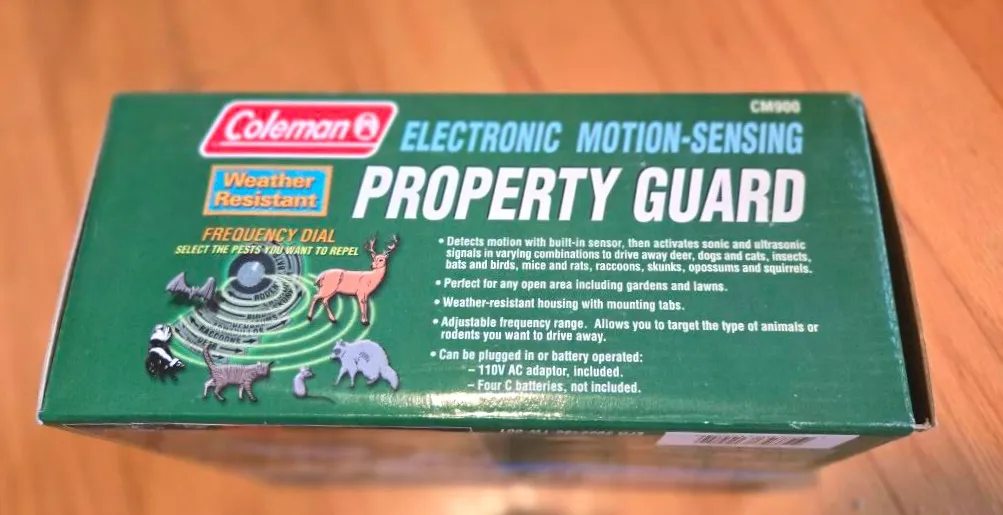 CM900
Coleman
ELECTRONIC MOTION-SENSING
Weather
Resistant
PROPERTY GUARD
FREQUENCY DIAL
SELECT THE PESTS YOU WANT TO REPEL
• Detects motion with built-in sensor, then activates sonic and ultrasonic
signals in varying combinations to drive away deer, dogs and cats, insects,
bats and birds, mice and rats, raccoons, skunks, opossums and squirrels.
• Perfect for any open area including gardens and lawns.
• Weather-resistant housing with mounting tabs.
• Adjustable frequency range. Allows you to target the type of animals or
rodents you want to drive away.
• Can be plugged in or battery operated:
– 110V AC adaptor, included.
– Four C batteries, not included.
RACCOONS